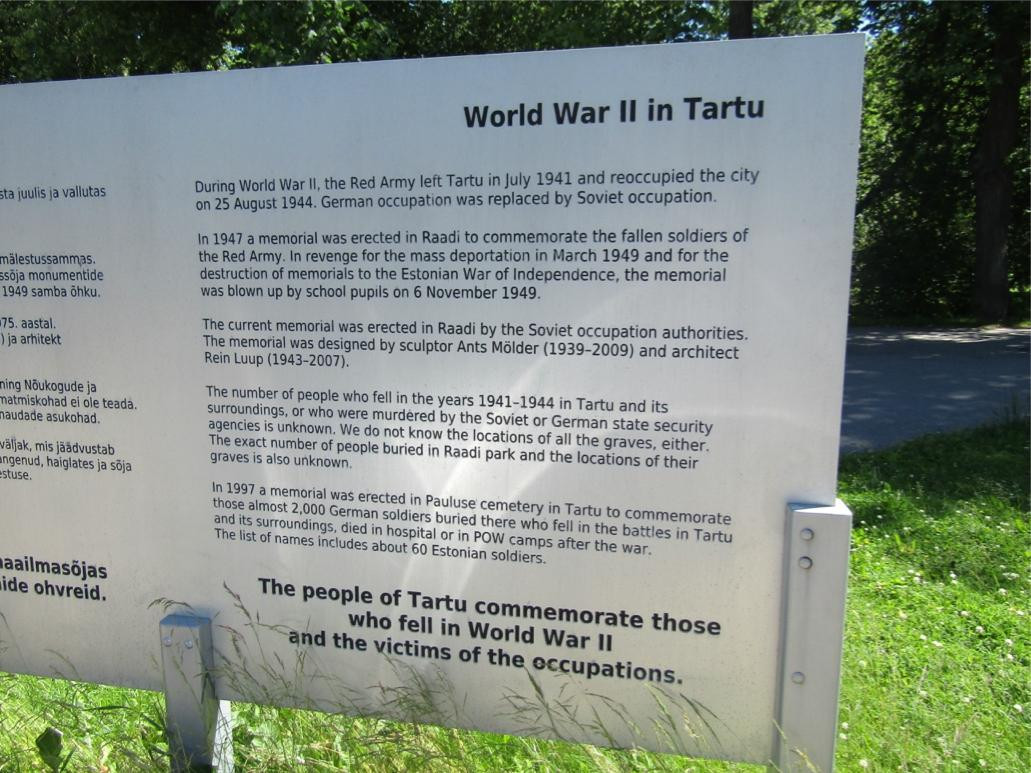 sta juulis ja vallutas
mälestussammas.
ssõja monumentide
1949 samba õhku.
75. aastal.
) ja arhitekt
ning Nõukogude ja
matmiskohad ei ole teada.
haudade asukohad.
väljak, mis jäädvustab
angenud, haiglates ja sõja
estuse.
maailmasõjas
nide ohvreid.
World War II in Tartu
During World War II, the Red Army left Tartu in July 1941 and reoccupied the city
on 25 August 1944. German occupation was replaced by Soviet occupation.
In 1947 a memorial was erected in Raadi to commemorate the fallen soldiers of
the Red Army. In revenge for the mass deportation in March 1949 and for the
destruction of memorials to the Estonian War of Independence, the memorial
was blown up by school pupils on 6 November 1949.
The current memorial was erected in Raadi by the Soviet occupation authorities.
The memorial was designed by sculptor Ants Mölder (1939–2009) and architect
Rein Luup (1943–2007).
The number of people who fell in the years 1941–1944 in Tartu and its
surroundings, or who were murdered by the Soviet or German state security
agencies is unknown. We do not know the locations of all the graves, either.
The exact number of people buried in Raadi park and the locations of their
graves is also unknown.
In 1997 a memorial was erected in Pauluse cemetery in Tartu to commemorate
those almost 2,000 German soldiers buried there who fell in the battles in Tartu
and its surroundings, died in hospital or in POW camps after the war.
The list of names includes about 60 Estonian soldiers.
The people of Tartu commemorate those
who fell in World War II
and the victims of the occupations.